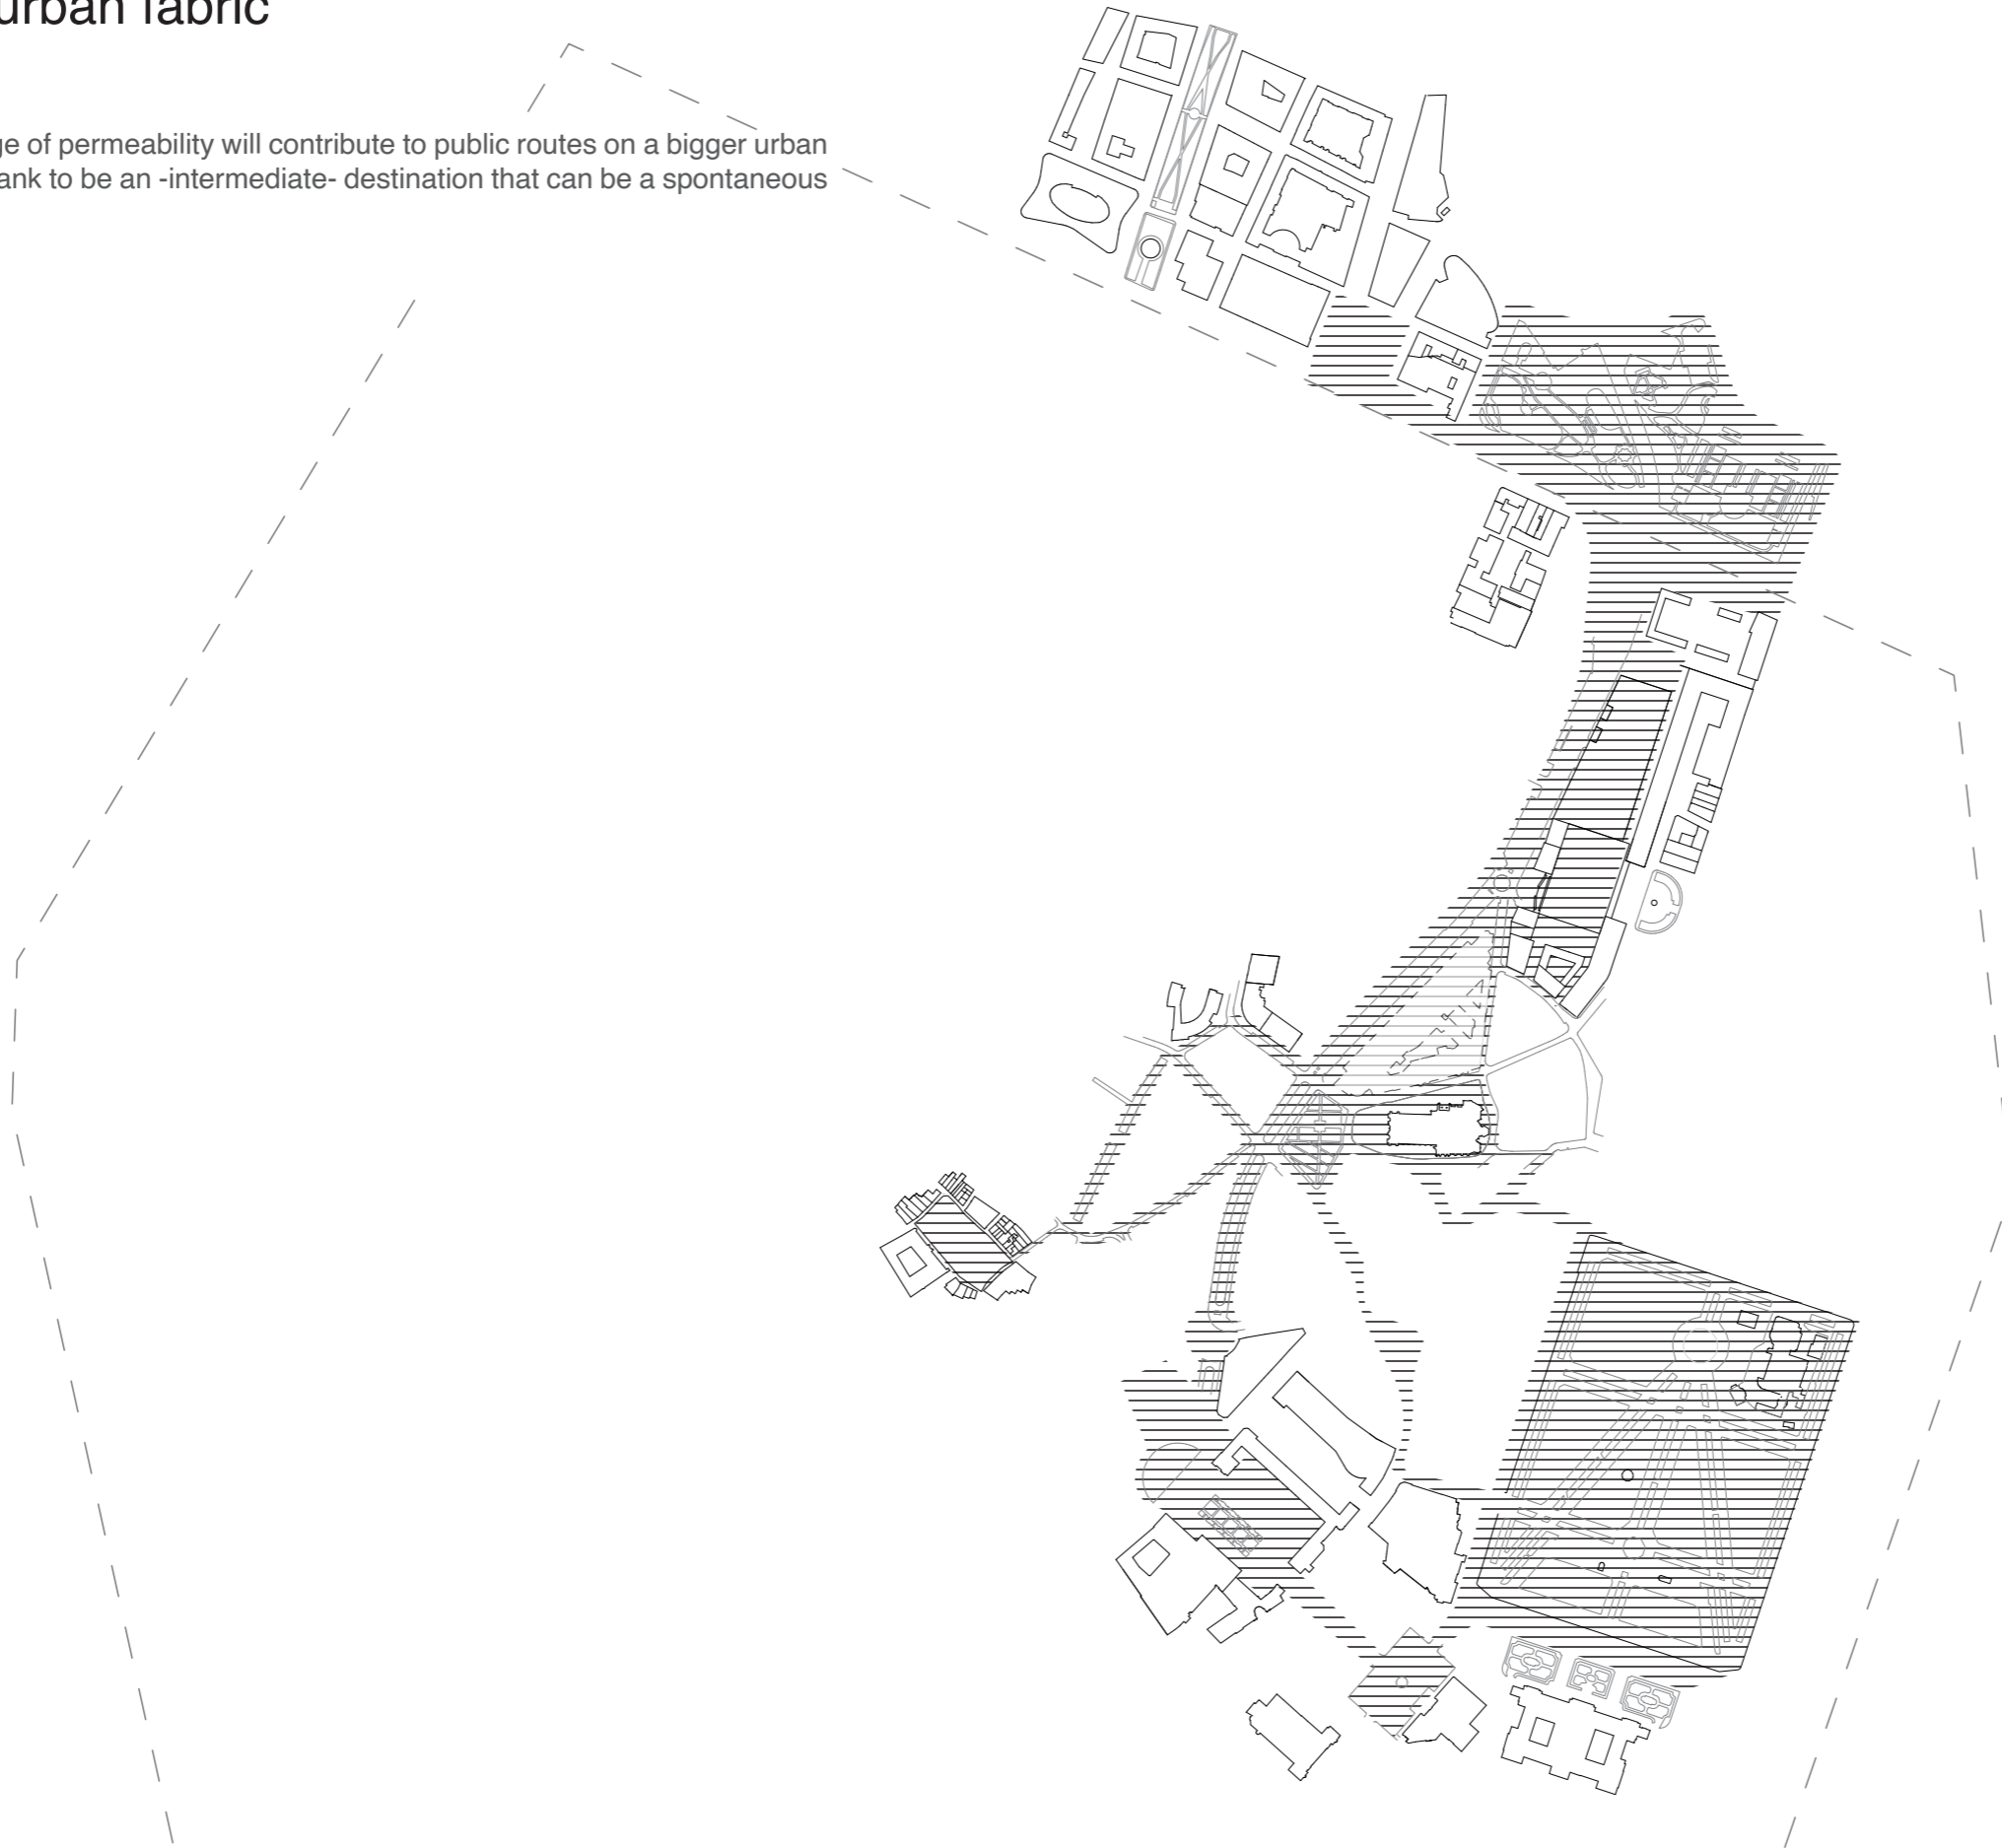 urban fabric
ge of permeability will contribute to public routes on a bigger urban
ank to be an -intermediate- destination that can be a spontaneous